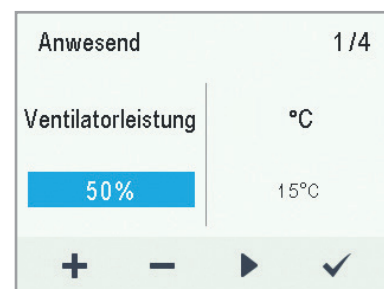 Anwesend 1/4
Ventilatorleistung °C
50% 15°C
+ −